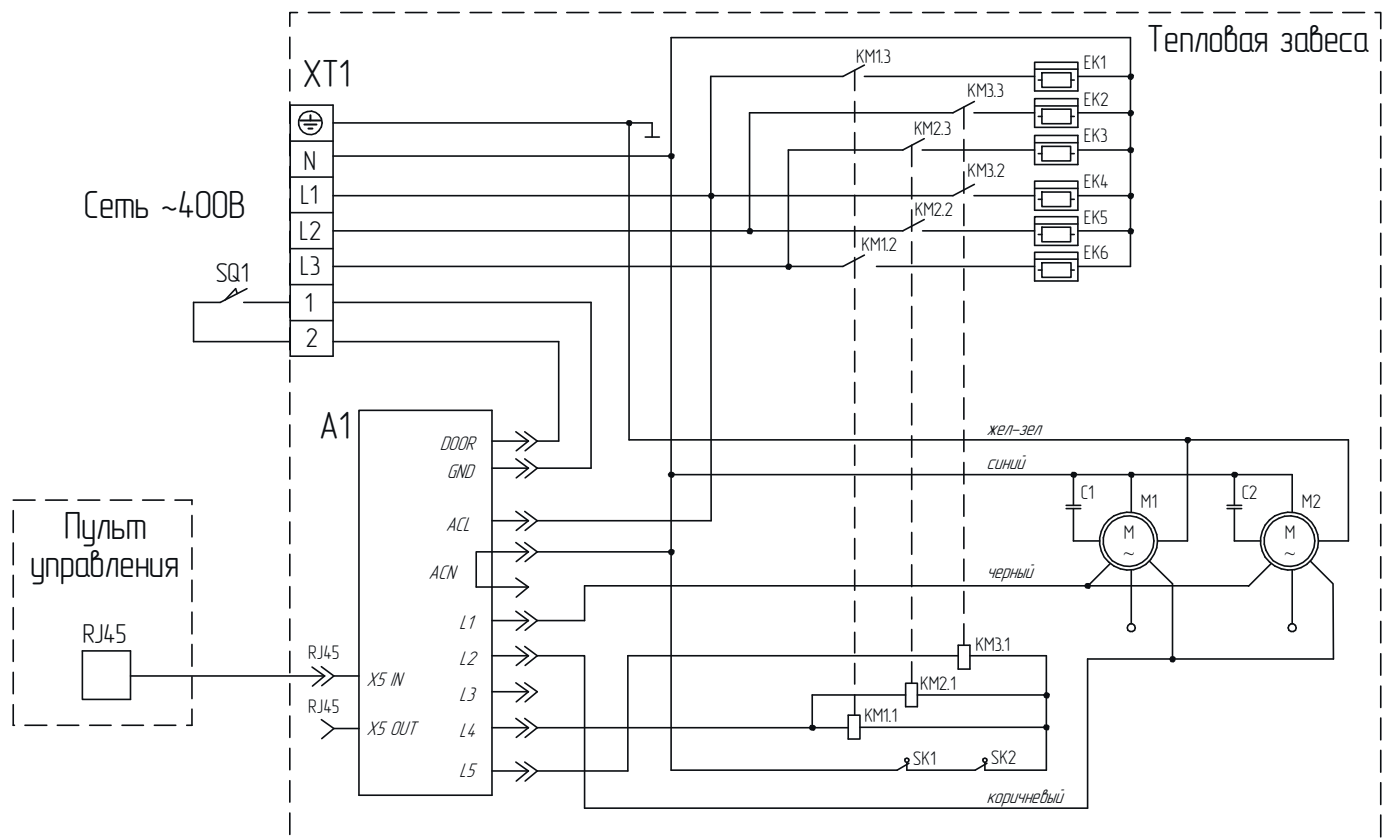 Тепловая завеса
XT1
N
L1
L2
L3
1
2
Сеть ~400В
SQ1
KM1.3
KM3.3
KM2.3
KM3.2
KM2.2
KM1.2
EK1
EK2
EK3
EK4
EK5
EK6
A1
DOOR
GND
ACL
ACN
L1
L2
L3
L4
L5
X5 IN
X5 OUT
RJ45
RJ45
Пульт
управления
RJ45
жел-зел
синий
черный
коричневый
C1
M1
M
~
C2
M2
M
~
KM3.1
KM2.1
KM1.1
SK1
SK2